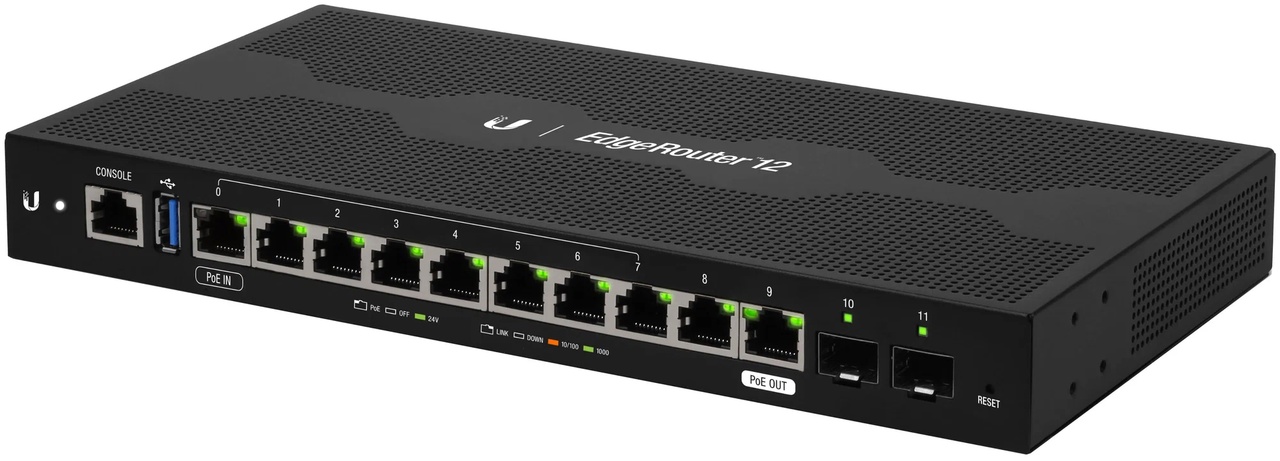 U | EdgeRouter 12
CONSOLE
0 1 2 3 4 5 6 7 8 9 10 11
PoE IN
PoE OFF 24V
LINK DOWN 10/100 1000
PoE OUT
RESET